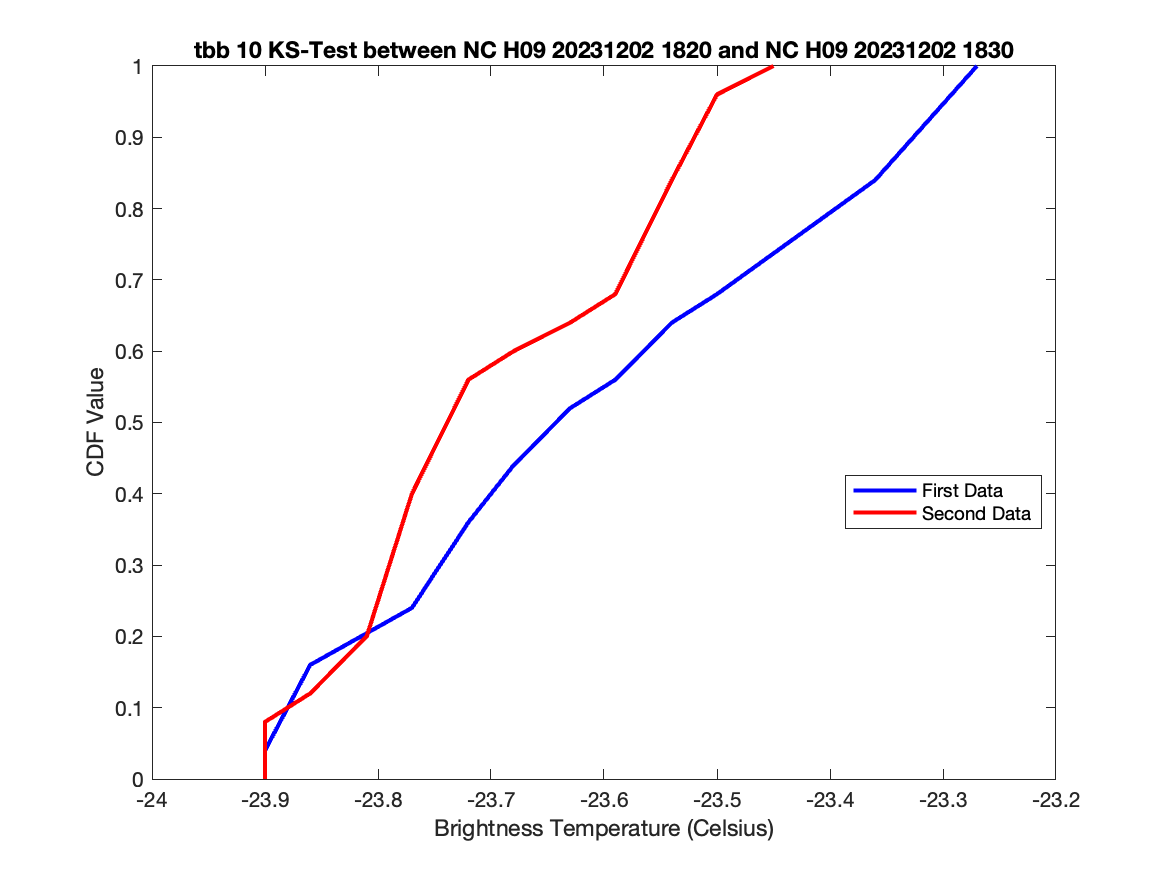 tbb 10 KS-Test between NC H09 20231202 1820 and NC H09 20231202 1830
1
0.9
0.8
0.7
0.6
0.5
0.4
0.3
0.2
0.1
0
CDF Value
First Data
Second Data
-24 -23.9 -23.8 -23.7 -23.6 -23.5 -23.4 -23.3 -23.2
Brightness Temperature (Celsius)